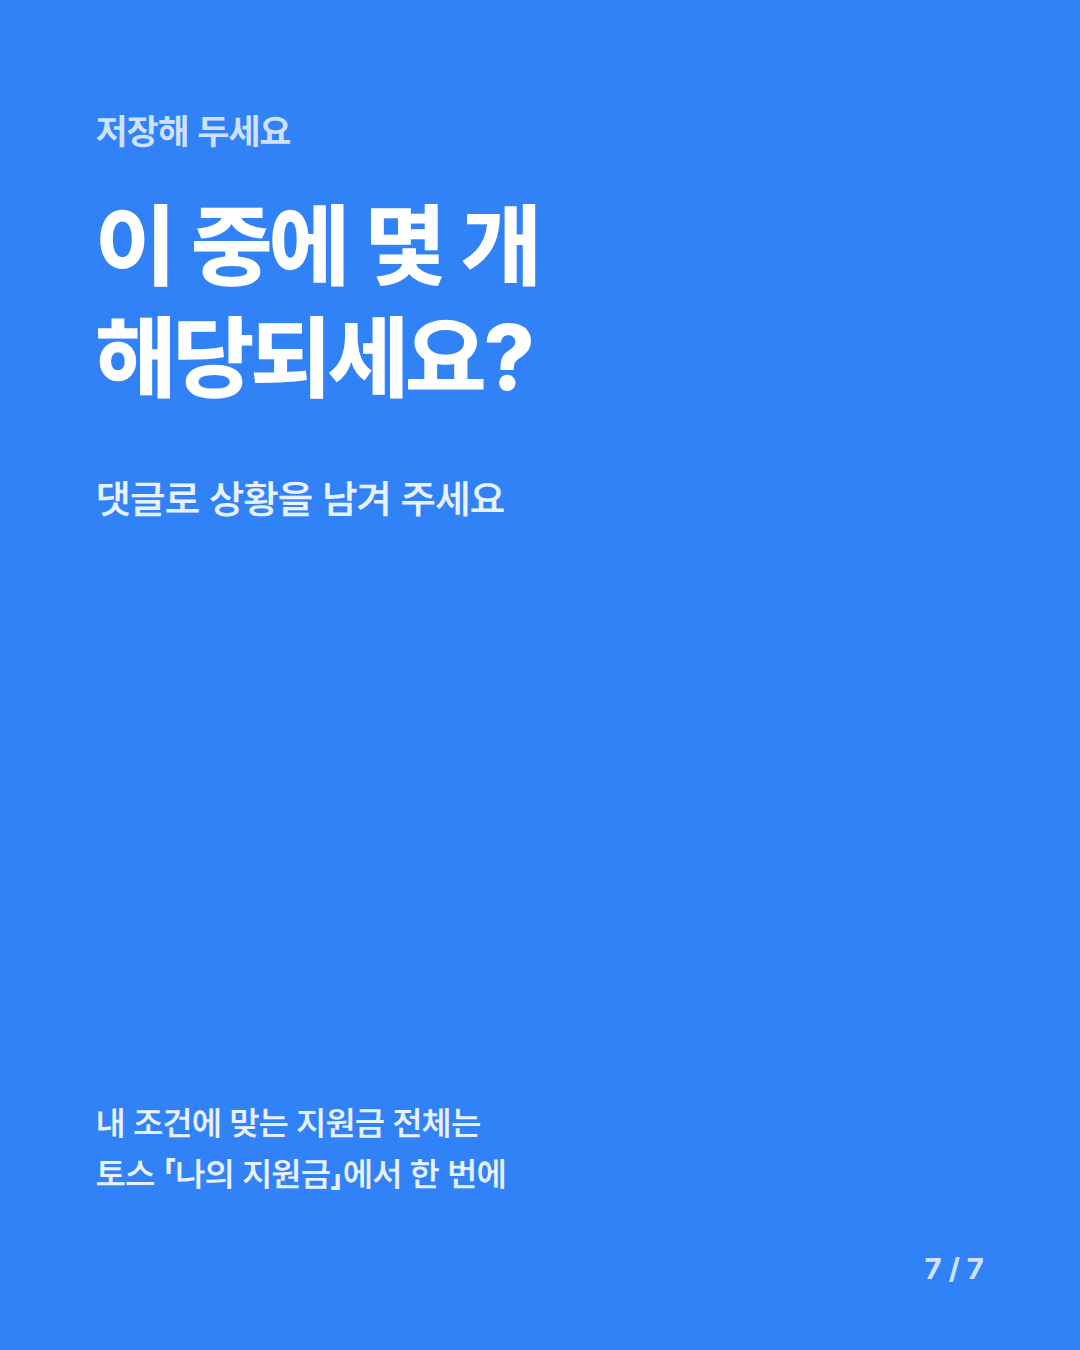 저장해 두세요
이 중에 몇 개
해당되세요?
댓글로 상황을 남겨 주세요
내 조건에 맞는 지원금 전체는
토스 「나의 지원금」에서 한 번에
7 / 7